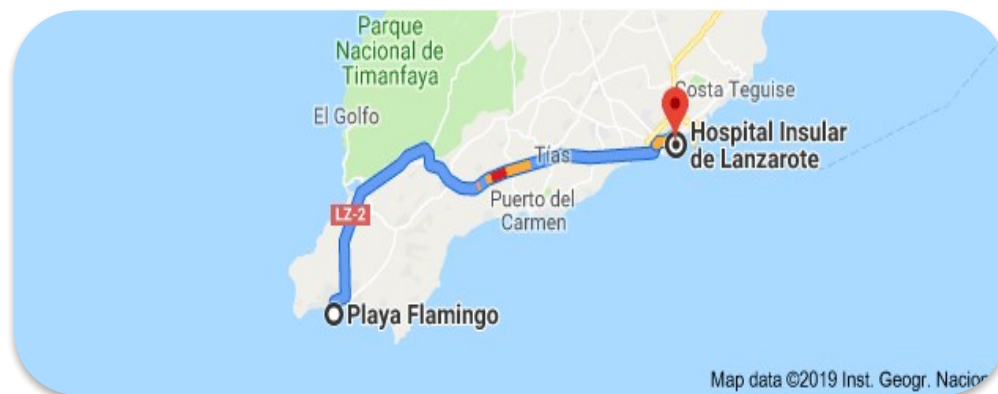 Parque
Nacional de
Timanfaya
El Golfo
Costa Teguise
Hospital Insular
de Lanzarote
Tías
Puerto del
Carmen
LZ-2
Playa Flamingo
Map data ©2019 Inst. Geogr. Nacion